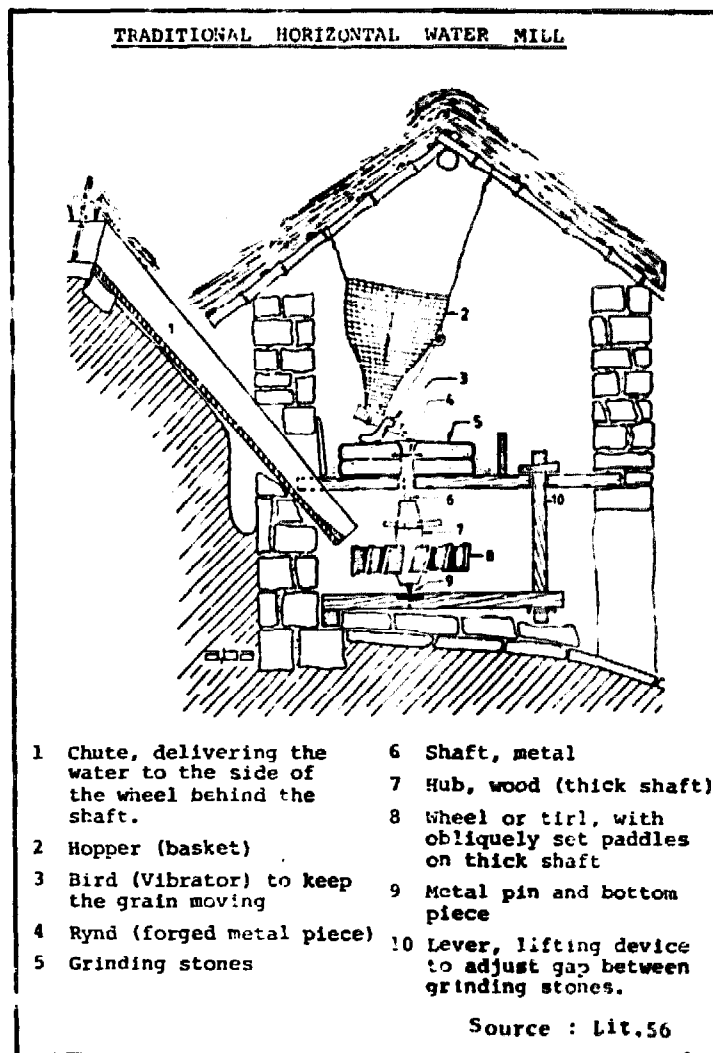 TRADITIONAL HORIZONTAL WATER MILL
1
2
3
4
5
6
7
10
8
9
1 Chute, delivering the
water to the side of
the wheel behind the
shaft.
2 Hopper (basket)
3 Bird (Vibrator) to keep
the grain moving
4 Rynd (forged metal piece)
5 Grinding stones
6 Shaft, metal
7 Hub, wood (thick shaft)
8 Wheel or tirl, with
obliquely set paddles
on thick shaft
9 Metal pin and bottom
piece
10 Lever, lifting device
to adjust gap between
grinding stones.
Source : Lit.56